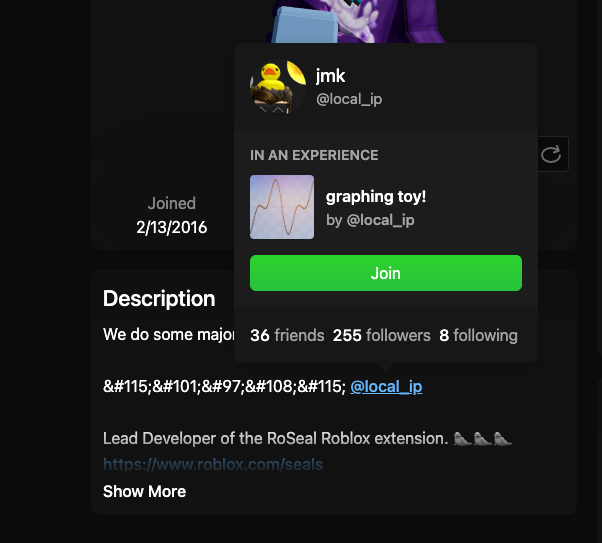 jmk
@local_ip
IN AN EXPERIENCE
graphing toy!
by @local_ip
Join
36 friends 255 followers 8 following
Joined
2/13/2016
Description
We do some major
&#115;&#101;&#97;&#108;&#115; @local_ip
Lead Developer of the RoSeal Roblox extension. 🦭🦭🦭
https://www.roblox.com/seals
Show More